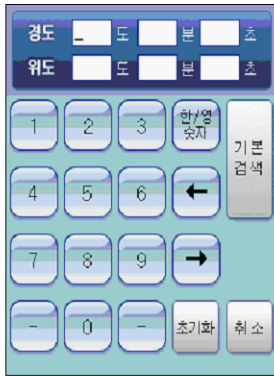 경도 _ 도 분 초
위도 도 분 초
1 2 3 한/영 숫자 기본 검색
4 5 6 ←
7 8 9 →
- 0 - 초기화 취소